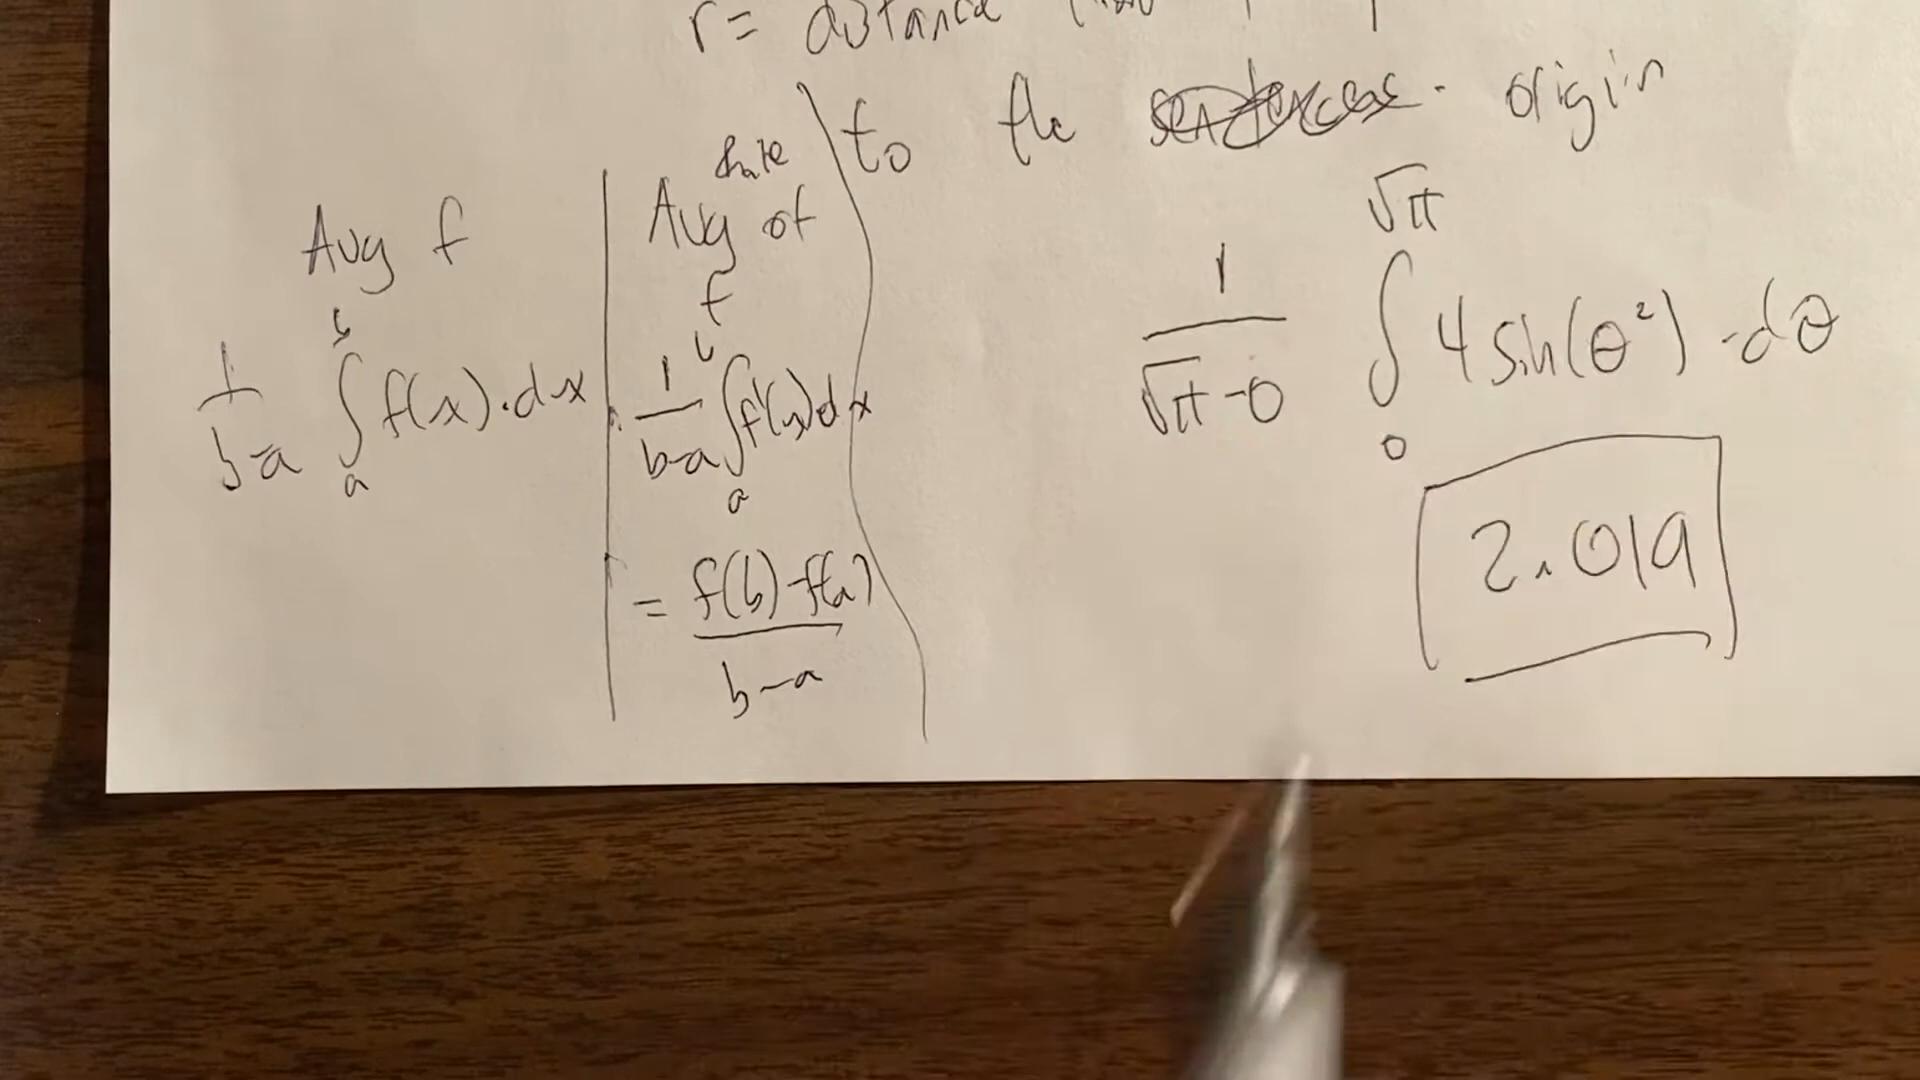 r = distance
to the origin
Avg f
1/(b-a) ∫_a^b f(x)·dx
Avg of
f
1/(b-a) ∫_a^b f'(x)dx
= (f(b)-f(a))/(b-a)
1/(√π-0) ∫_0^√π 4 sin(θ²)·dθ
2.019